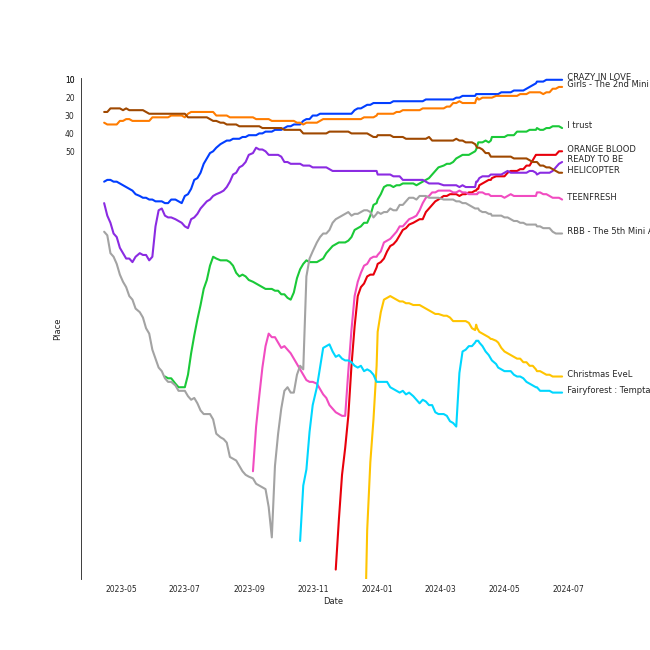 10
10
20
30
40
50
CRAZY IN LOVE
Girls - The 2nd Mini
I trust
ORANGE BLOOD
READY TO BE
HELICOPTER
TEENFRESH
RBB - The 5th Mini A
Christmas EveL
Fairyforest : Tempta
Place
2023-05 2023-07 2023-09 2023-11 2024-01 2024-03 2024-05 2024-07
Date